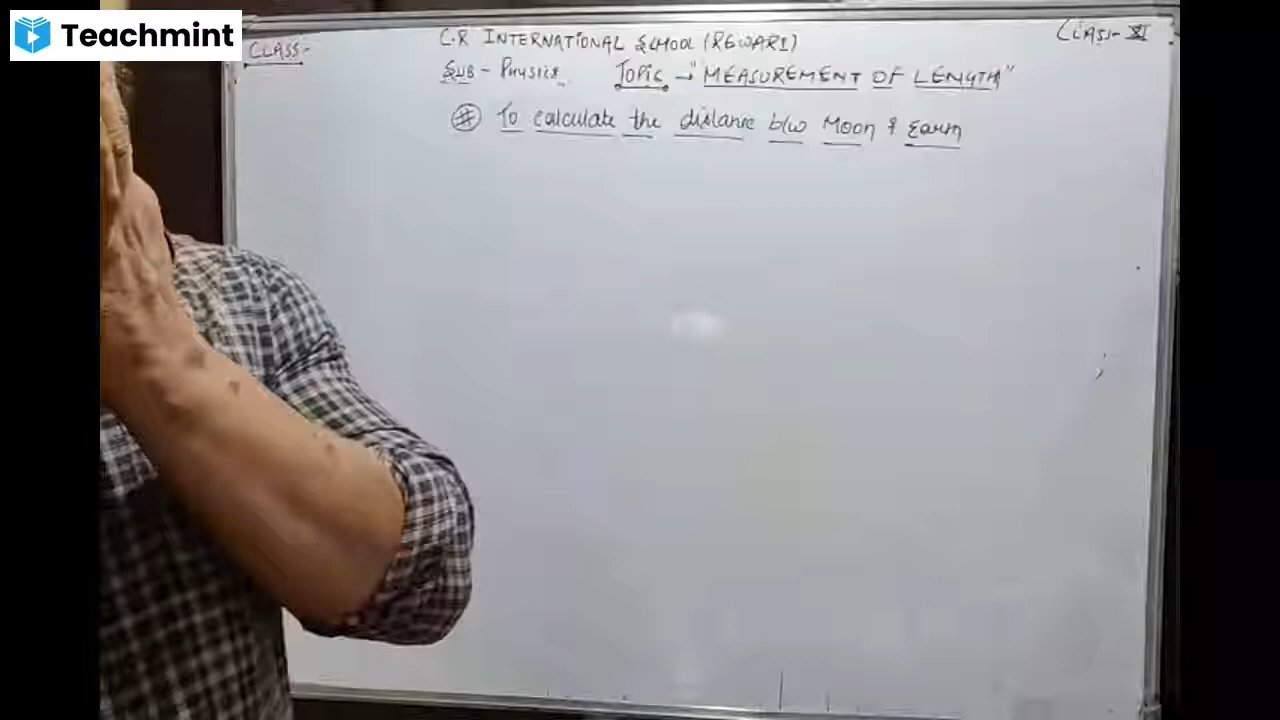 Teachmint
CLASS-
C.R INTERNATIONAL SCHOOL (REWARI)
CLASS-XI
SUB - Physics
TOPIC → "MEASUREMENT OF LENGTH"
# To calculate the distance b/w Moon & Earth